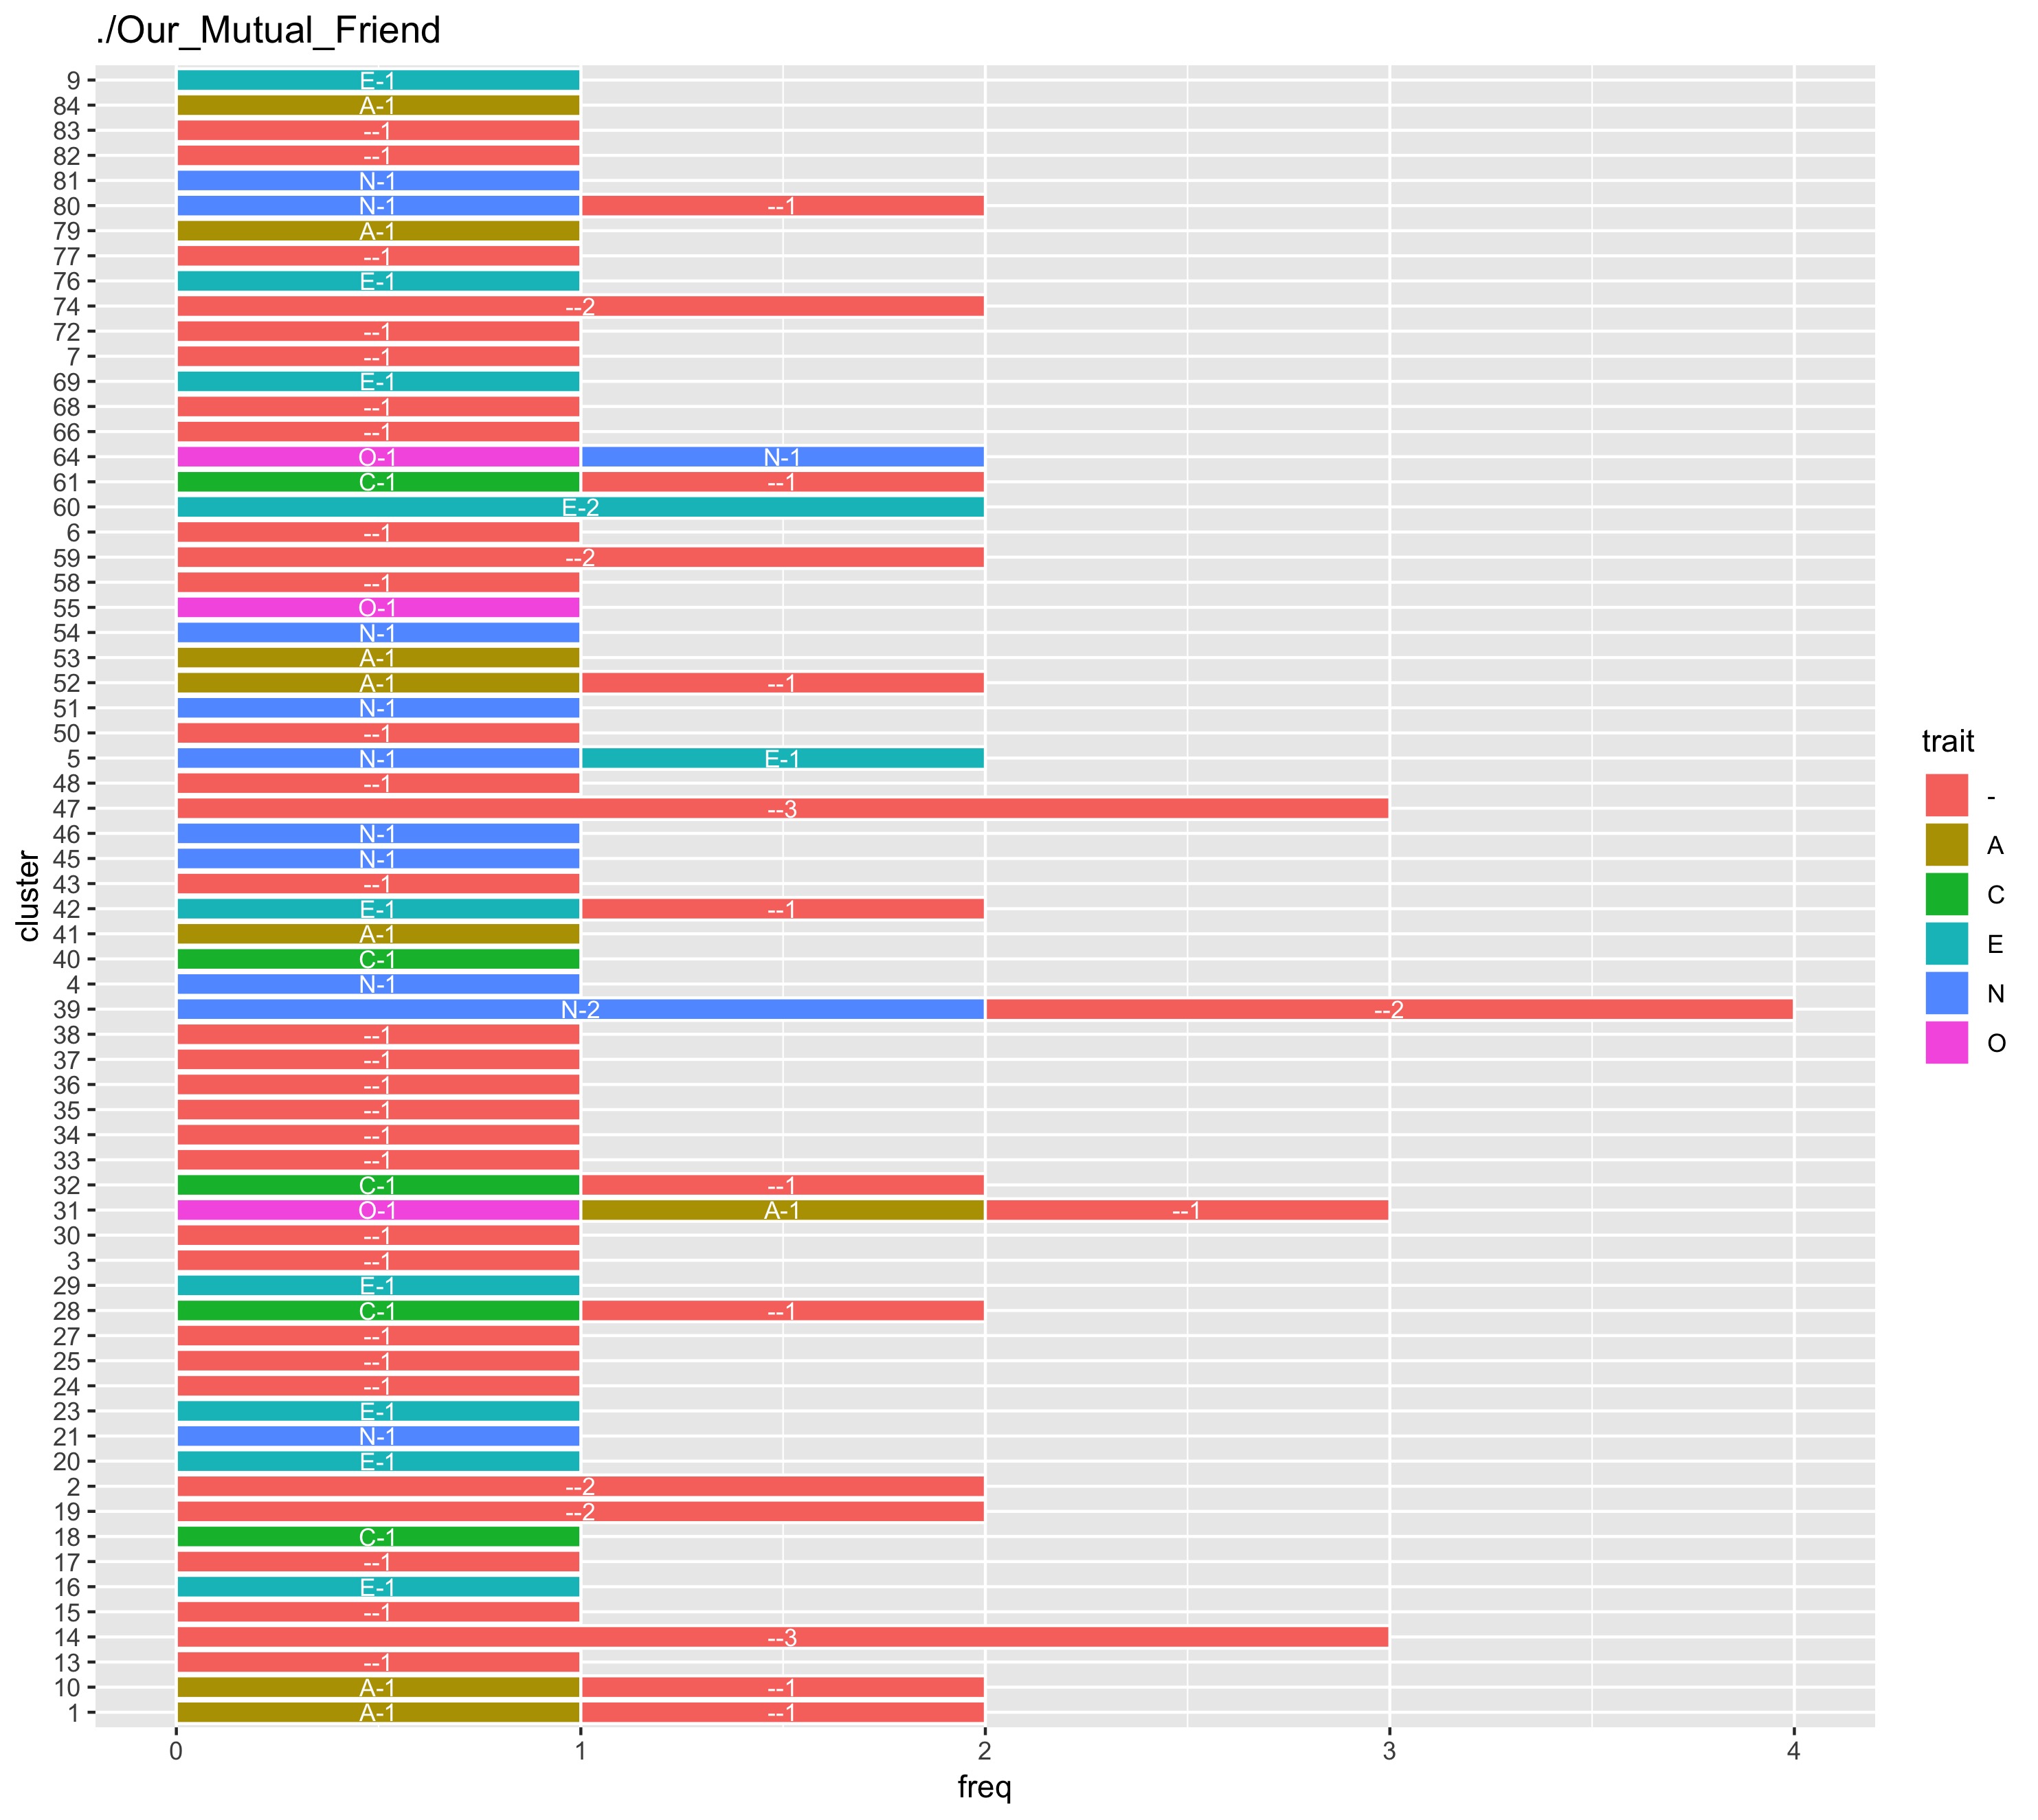 ./Our_Mutual_Friend
9 E-1
84 A-1
83 --1
82 --1
81 N-1
80 N-1 --1
79 A-1
77 --1
76 E-1
74 --2
72 --1
7 --1
69 E-1
68 --1
66 --1
64 O-1 N-1
61 C-1 --1
60 E-2
6 --1
59 --2
58 --1
55 O-1
54 N-1
53 A-1
52 A-1 --1
51 N-1
50 --1
5 N-1 E-1
48 --1
47 --3
46 N-1
45 N-1
43 --1
42 E-1 --1
41 A-1
40 C-1
4 N-1
39 N-2 --2
38 --1
37 --1
36 --1
35 --1
34 --1
33 --1
32 C-1 --1
31 O-1 A-1 --1
30 --1
3 --1
29 E-1
28 C-1 --1
27 --1
25 --1
24 --1
23 E-1
21 N-1
20 E-1
2 --2
19 --2
18 C-1
17 --1
16 E-1
15 --1
14 --3
13 --1
10 A-1 --1
1 A-1 --1
0 1 2 3 4
freq
cluster
trait
-
A
C
E
N
O